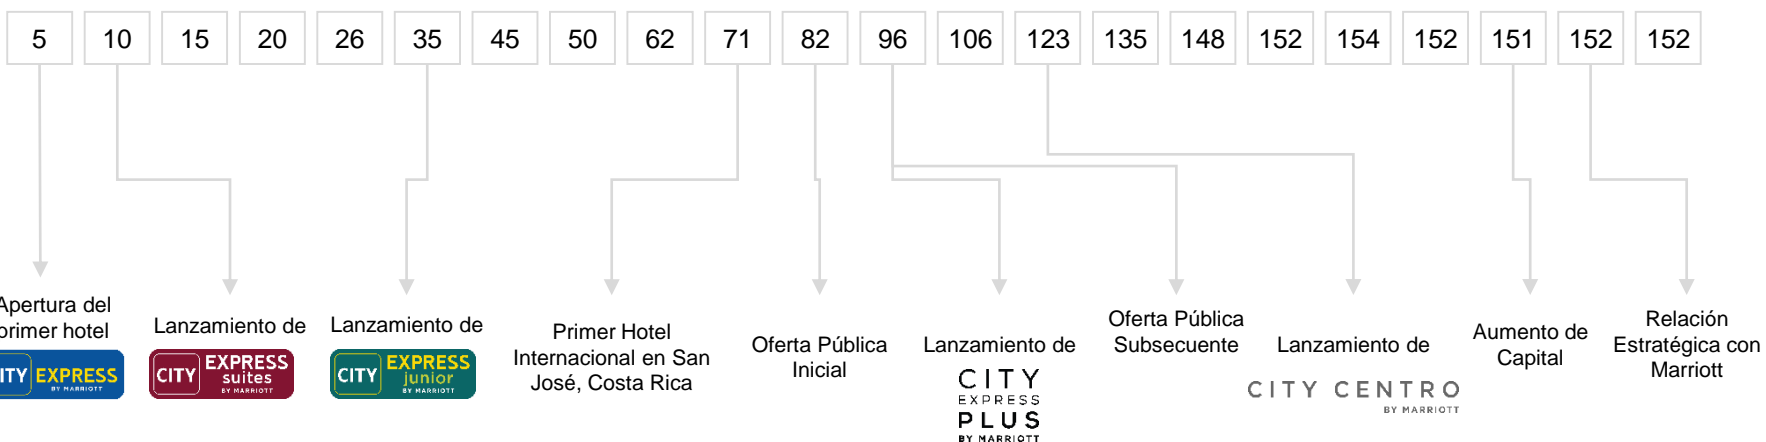 5 10 15 20 26 35 45 50 62 71 82 96 106 123 135 148 152 154 152 151 152 152
Apertura del
primer hotel
CITY EXPRESS
BY MARRIOTT
Lanzamiento de
CITY EXPRESS
suites
BY MARRIOTT
Lanzamiento de
CITY EXPRESS
junior
BY MARRIOTT
Primer Hotel
Internacional en San
José, Costa Rica
Oferta Pública
Inicial
Lanzamiento de
CITY
EXPRESS
PLUS
BY MARRIOTT
Oferta Pública
Subsecuente
Lanzamiento de
CITY CENTRO
BY MARRIOTT
Aumento de
Capital
Relación
Estratégica con
Marriott